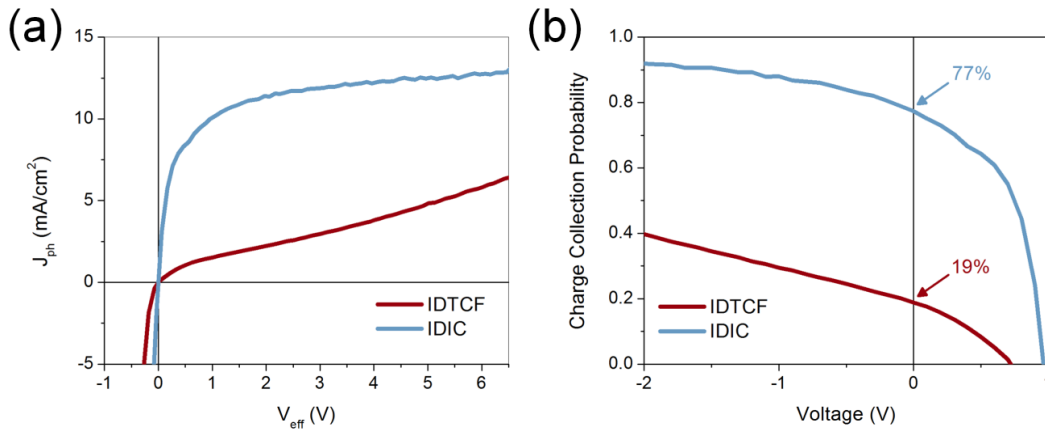 (a)
15
10
5
0
-5
J_ph (mA/cm²)
IDTCF
IDIC
-1 0 1 2 3 4 5 6
V_eff (V)
(b)
1.0
0.8
0.6
0.4
0.2
0.0
Charge Collection Probability
77%
19%
IDTCF
IDIC
-2 -1 0 1
Voltage (V)